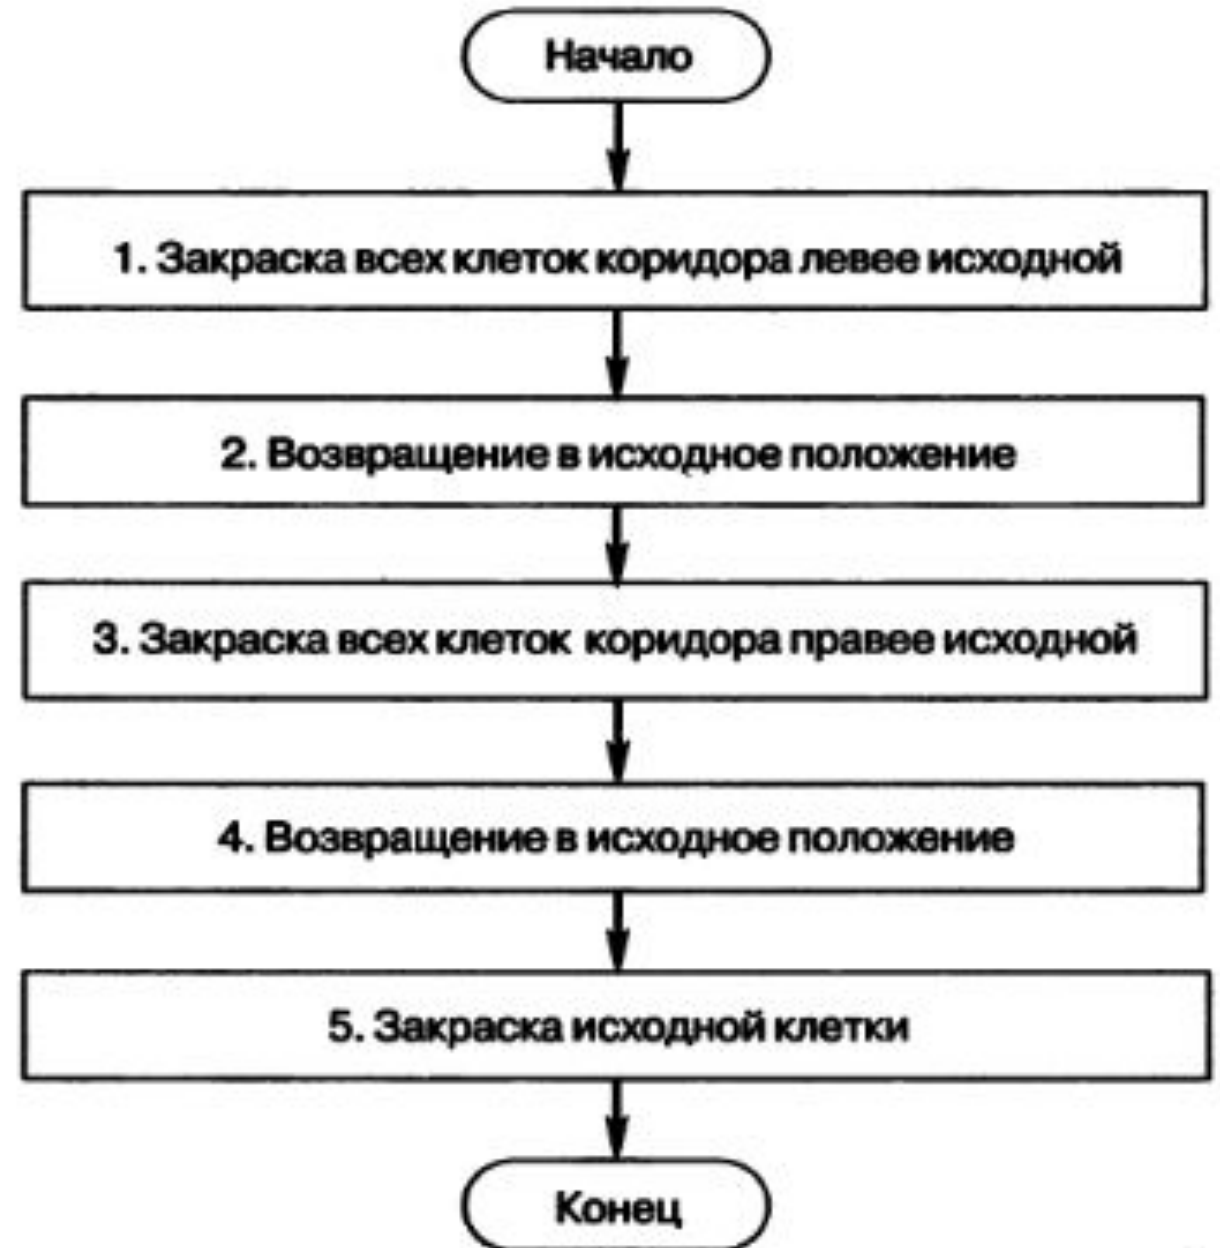 Начало
1. Закраска всех клеток коридора левее исходной
2. Возвращение в исходное положение
3. Закраска всех клеток коридора правее исходной
4. Возвращение в исходное положение
5. Закраска исходной клетки
Конец